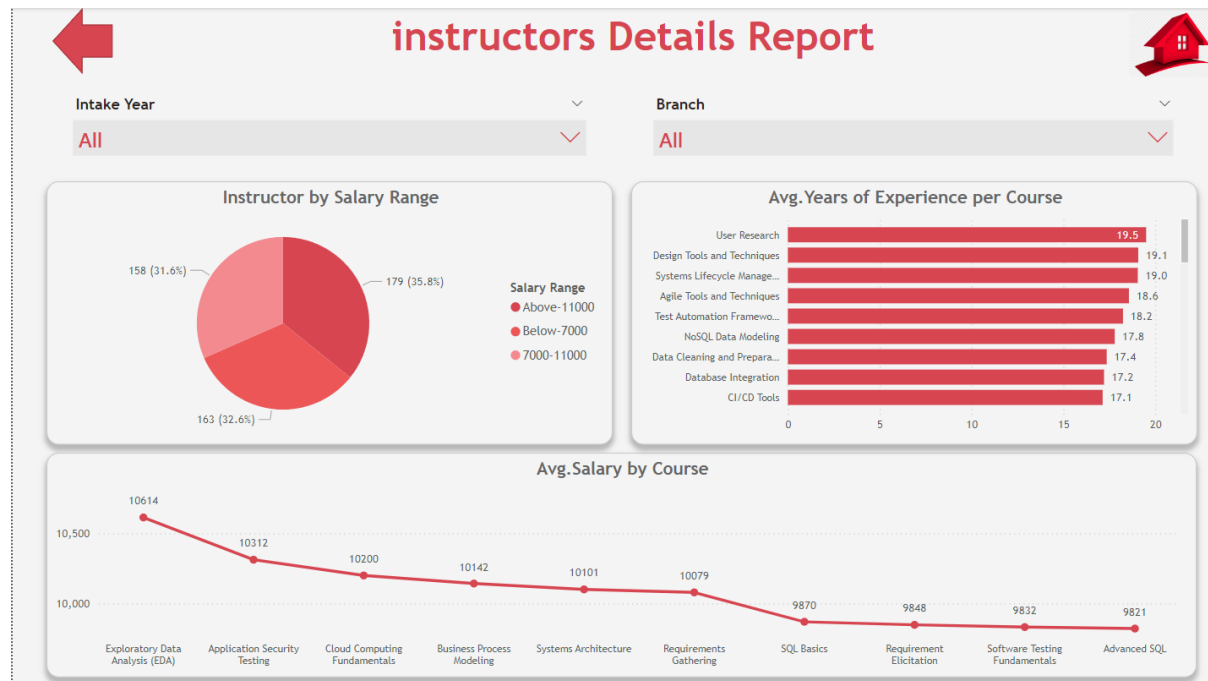 instructors Details Report
Intake Year
All
Branch
All
Instructor by Salary Range
158 (31.6%)
179 (35.8%)
163 (32.6%)
Salary Range
Above-11000
Below-7000
7000-11000
Avg.Years of Experience per Course
User Research 19.5
Design Tools and Techniques 19.1
Systems Lifecycle Manage... 19.0
Agile Tools and Techniques 18.6
Test Automation Framewo... 18.2
NoSQL Data Modeling 17.8
Data Cleaning and Prepara... 17.4
Database Integration 17.2
CI/CD Tools 17.1
0 5 10 15 20
Avg.Salary by Course
10,500
10,000
10614
10312
10200
10142
10101
10079
9870
9848
9832
9821
Exploratory Data
Analysis (EDA)
Application Security
Testing
Cloud Computing
Fundamentals
Business Process
Modeling
Systems Architecture
Requirements
Gathering
SQL Basics
Requirement
Elicitation
Software Testing
Fundamentals
Advanced SQL